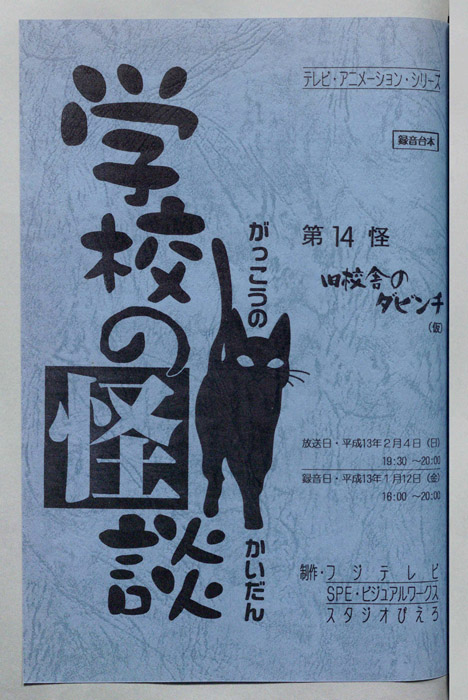 学校の怪談
がっこうの
かいだん
テレビ・アニメーション・シリーズ
録音台本
第14怪
旧校舎の
ダビンチ
(仮)
放送日・平成13年2月4日(日)
19:30 ~20:00
録音日・平成13年1月12日(金)
16:00 ~20:00
制作・フジテレビ
SPE・ビジュアルワークス
スタジオぴえろ